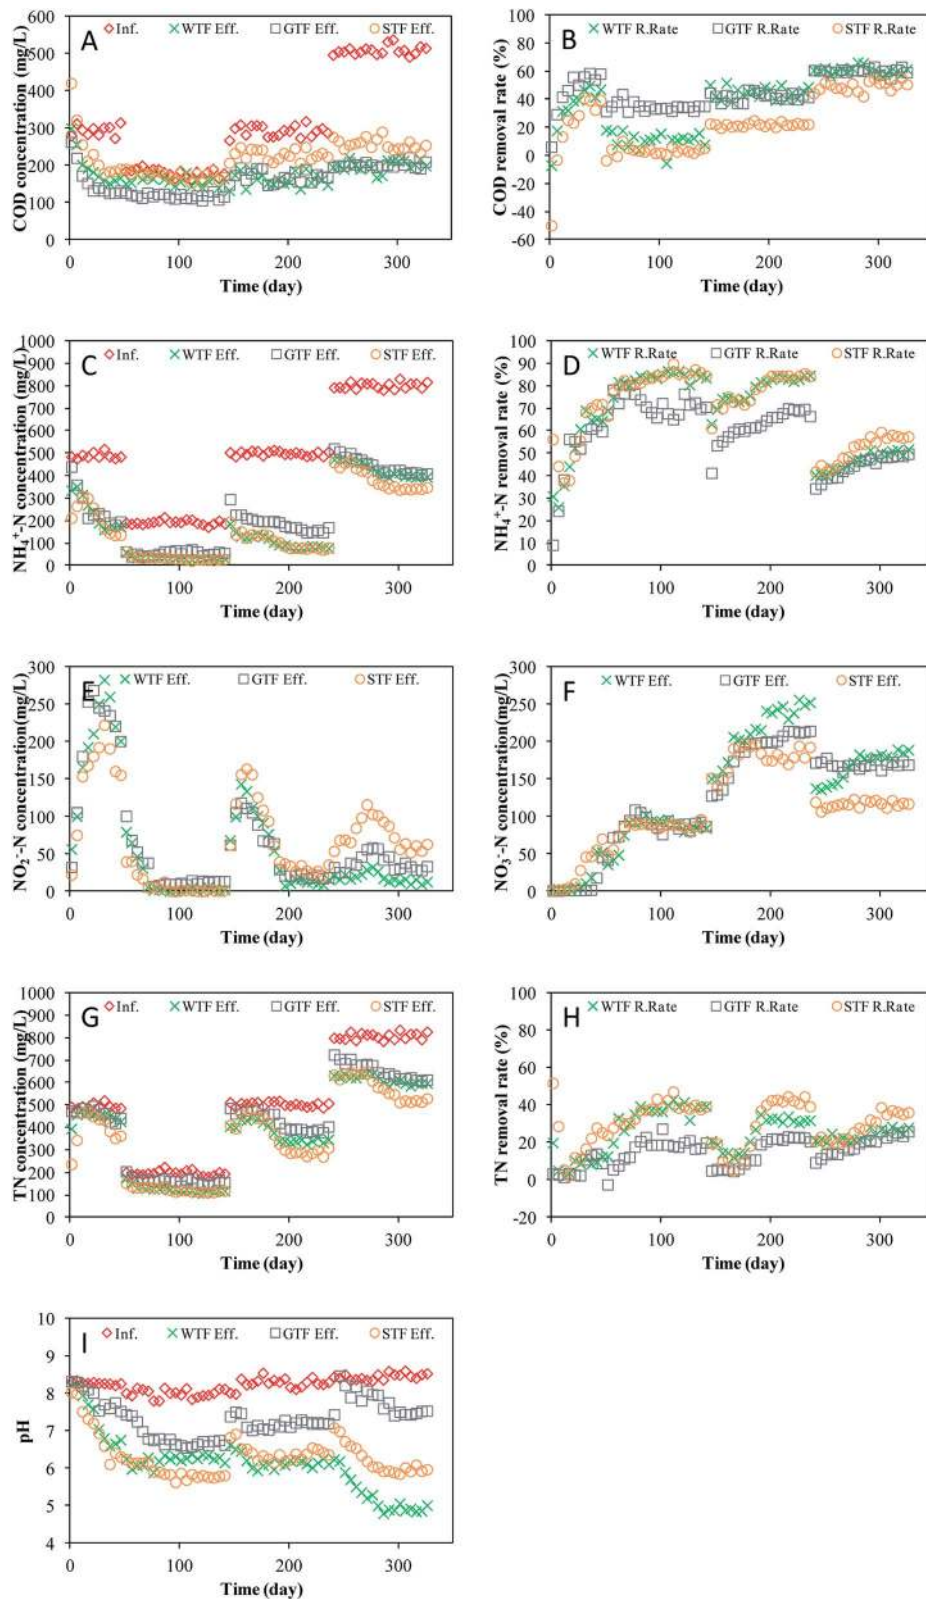 A
Inf. WTF Eff. GTF Eff. STF Eff.
COD concentration (mg/L)
600
500
400
300
200
100
0
0 100 200 300
Time (day)
B
WTF R.Rate GTF R.Rate STF R.Rate
COD removal rate (%)
100
80
60
40
20
0
-20
-40
-60
0 100 200 300
Time (day)
C
Inf. WTF Eff. GTF Eff. STF Eff.
NH₄⁺-N concentration (mg/L)
1000
900
800
700
600
500
400
300
200
100
0
0 100 200 300
Time (day)
D
WTF R.Rate GTF R.Rate STF R.Rate
NH₄⁺-N removal rate (%)
100
90
80
70
60
50
40
30
20
10
0
0 100 200 300
Time (day)
E
WTF Eff. GTF Eff. STF Eff.
NO₂⁻-N concentration(mg/L)
300
250
200
150
100
50
0
0 100 200 300
Time (day)
F
WTF Eff. GTF Eff. STF Eff.
NO₃⁻-N concentration(mg/L)
300
250
200
150
100
50
0
0 100 200 300
Time (day)
G
Inf. WTF Eff. GTF Eff. STF Eff.
TN concentration (mg/L)
1000
900
800
700
600
500
400
300
200
100
0
0 100 200 300
Time (day)
H
WTF R.Rate GTF R.Rate STF R.Rate
TN removal rate (%)
100
80
60
40
20
0
-20
0 100 200 300
Time (day)
I
Inf. WTF Eff. GTF Eff. STF Eff.
pH
10
9
8
7
6
5
4
0 100 200 300
Time (day)